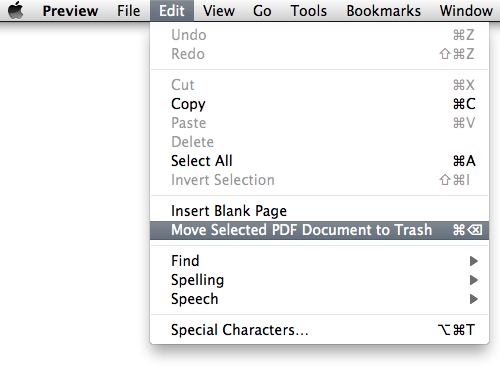 Preview File Edit View Go Tools Bookmarks Window
Undo ⌘Z
Redo ⇧⌘Z
Cut ⌘X
Copy ⌘C
Paste ⌘V
Delete
Select All ⌘A
Invert Selection ⇧⌘I
Insert Blank Page
Move Selected PDF Document to Trash ⌘⌫
Find ▶
Spelling ▶
Speech ▶
Special Characters... ⌥⌘T